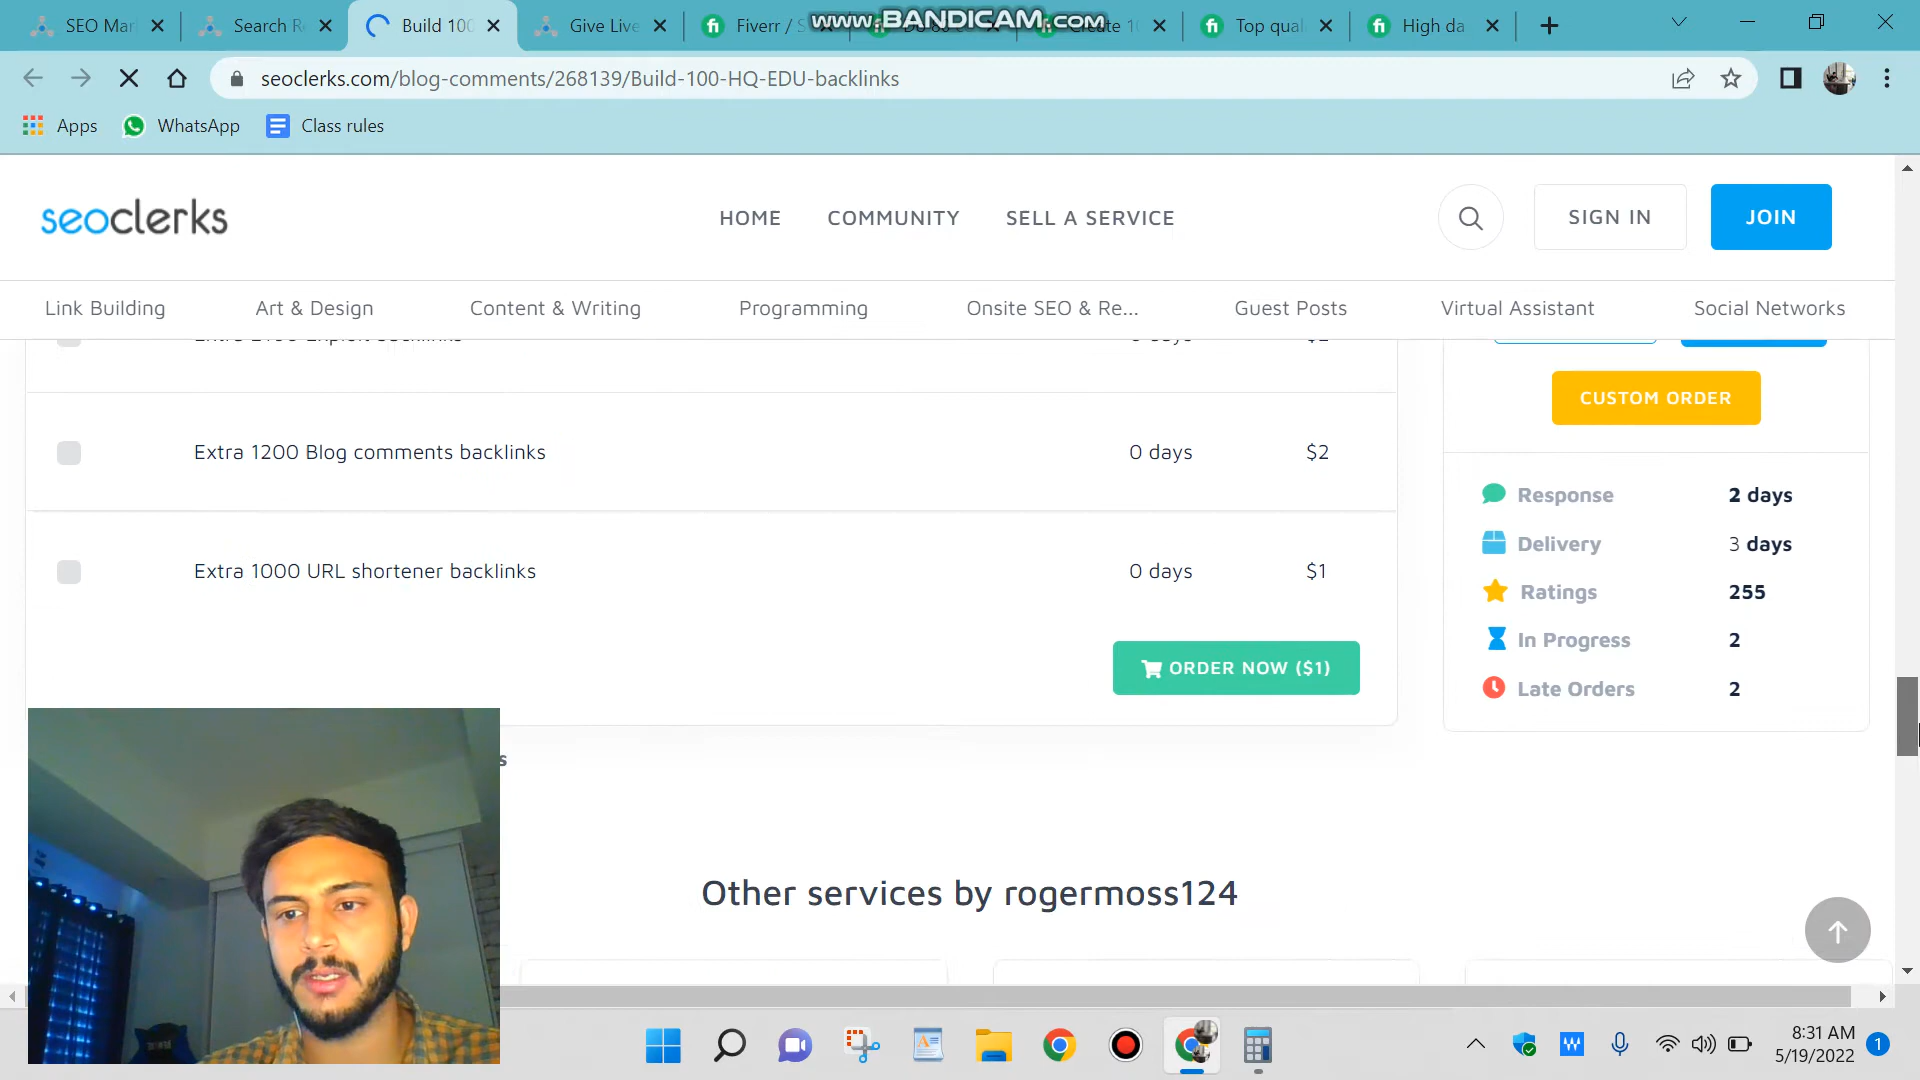 SEO Mar
Search R
Build 100
Give Live
Fiverr / S
Create 1
Top qual
High da
www.BANDICAM.com
seoclerks.com/blog-comments/268139/Build-100-HQ-EDU-backlinks
Apps
WhatsApp
Class rules
seoclerks
HOME
COMMUNITY
SELL A SERVICE
SIGN IN
JOIN
Link Building
Art & Design
Content & Writing
Programming
Onsite SEO & Re...
Guest Posts
Virtual Assistant
Social Networks
CUSTOM ORDER
Extra 1200 Blog comments backlinks
0 days
$2
Response
2 days
Delivery
3 days
Extra 1000 URL shortener backlinks
0 days
$1
Ratings
255
In Progress
2
ORDER NOW ($1)
Late Orders
2
s
Other services by rogermoss124
8:31 AM
5/19/2022
1